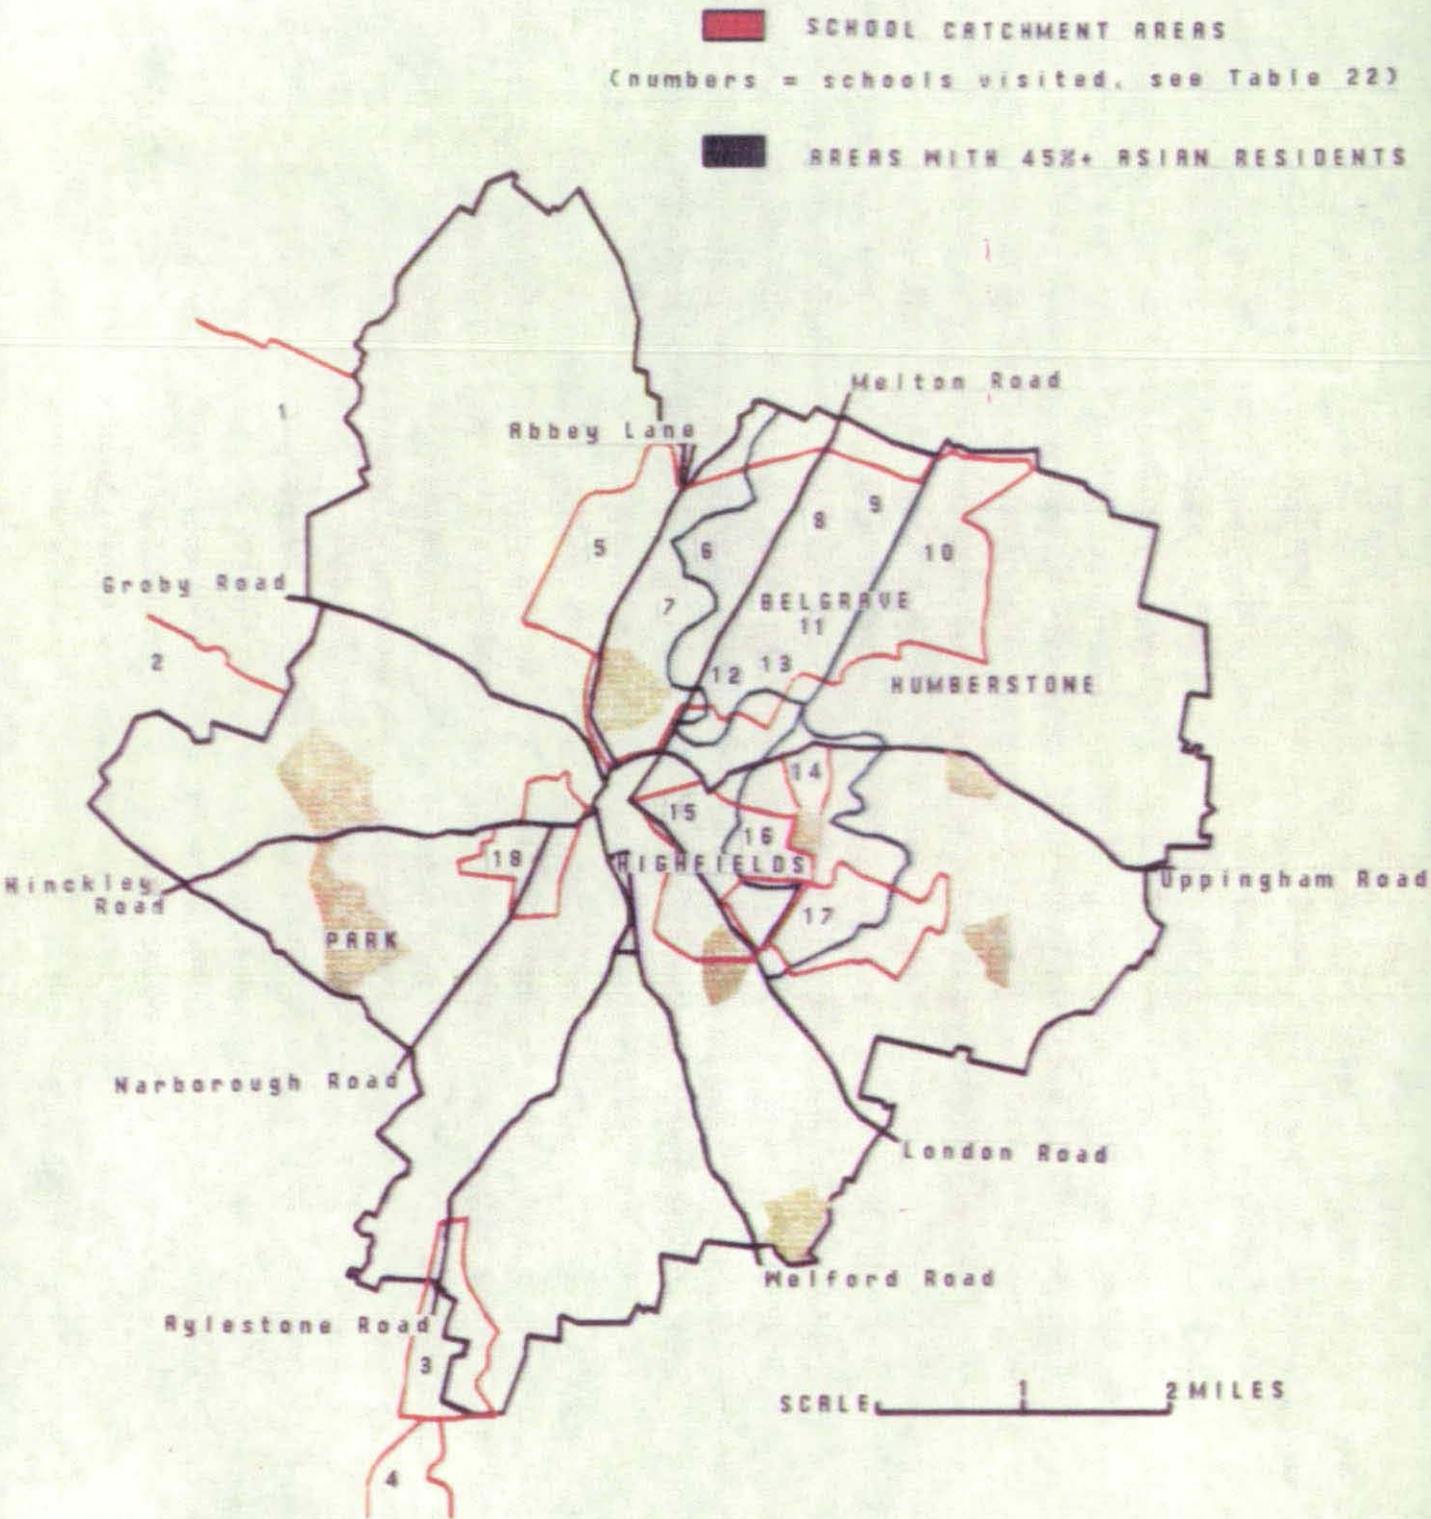 SCHOOL CATCHMENT AREAS
(numbers = schools visited, see Table 22)
AREAS WITH 45%+ ASIAN RESIDENTS
Melton Road
1
Abbey Lane
9
8
5
6
10
Groby Road
7
BELGRAVE
11
2
12
13
HUMBERSTONE
14
15
16
18
HIGHFIELDS
Hinckley
Road
Uppingham Road
17
PARK
Narborough Road
London Road
Welford Road
Aylestone Road
3
1
2 MILES
SCALE
4